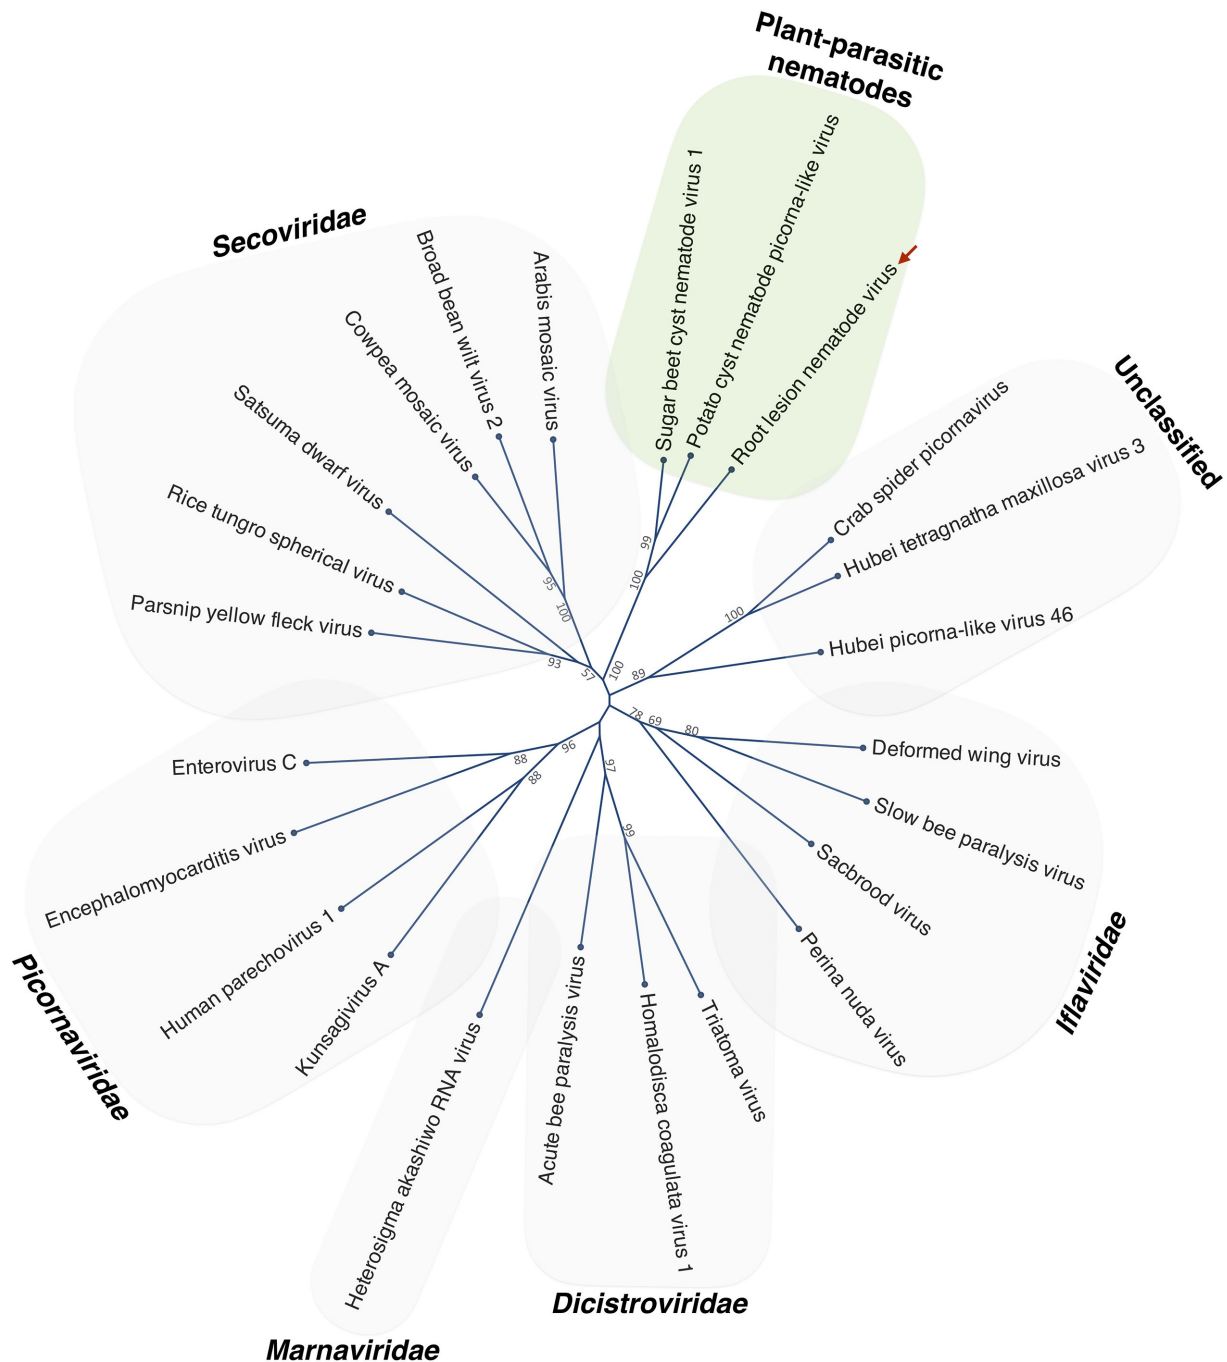 Plant-parasitic
nematodes
Sugar beet cyst nematode virus 1
Potato cyst nematode picorna-like virus
Root lesion nematode virus
99
100
100
Unclassified
Crab spider picornavirus
Hubei tetragnatha maxillosa virus 3
Hubei picorna-like virus 46
100
89
Iflaviridae
Deformed wing virus
Slow bee paralysis virus
Sacbrood virus
Perina nuda virus
78
69
80
Dicistroviridae
Triatoma virus
Homalodisca coagulata virus 1
Acute bee paralysis virus
97
99
Marnaviridae
Heterosigma akashiwo RNA virus
Picornaviridae
Kunsagivirus A
Human parechovirus 1
Encephalomyocarditis virus
Enterovirus C
96
88
88
Secoviridae
Parsnip yellow fleck virus
Rice tungro spherical virus
Satsuma dwarf virus
Cowpea mosaic virus
Broad bean wilt virus 2
Arabis mosaic virus
95
100
93
57